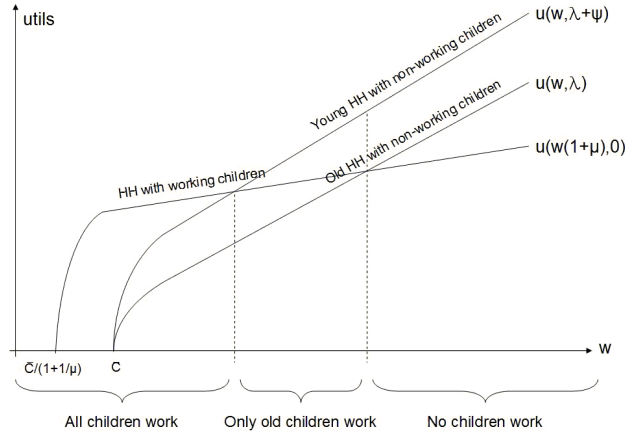 utils
u(w,λ+ψ)
Young HH with non-working children
u(w,λ)
Old HH with non-working children
u(w(1+μ),0)
HH with working children
w
c̄/(1+1/μ)
c̄
All children work
Only old children work
No children work